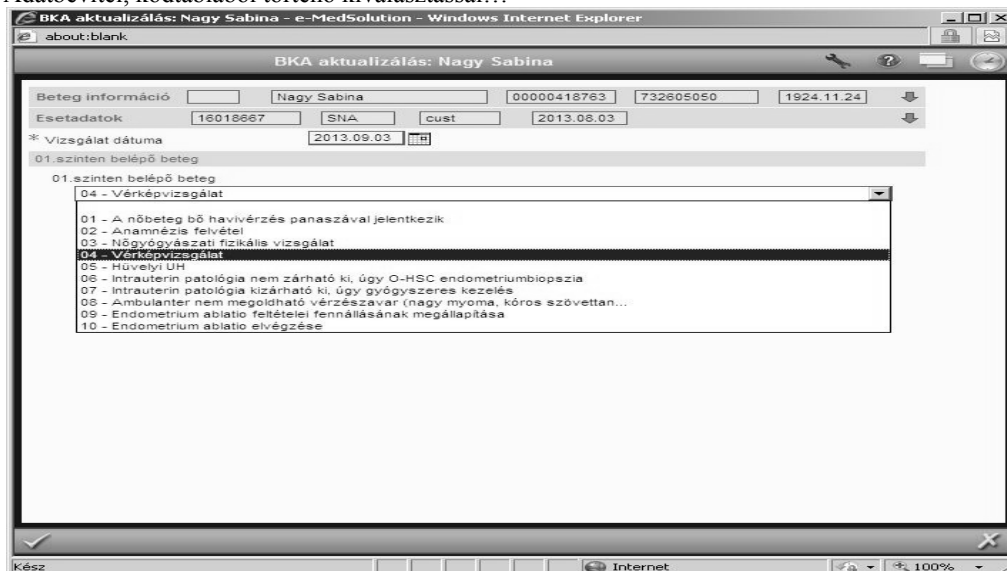 Adatbevitel, kódtáblából történő kiválasztással…
BKA aktualizálás: Nagy Sabina - e-MedSolution - Windows Internet Explorer
about:blank
BKA aktualizálás: Nagy Sabina
Beteg információ Nagy Sabina 00000418763 732605050 1924.11.24
Esetadatok 16018667 SNA cust 2013.08.03
* Vizsgálat dátuma 2013.09.03
01.szinten belépő beteg
01.szinten belépő beteg
04 - Vérképvizsgálat
01 - A nőbeteg bő havivérzés panaszával jelentkezik
02 - Anamnézis felvétel
03 - Nőgyógyászati fizikális vizsgálat
04 - Vérképvizsgálat
05 - Hüvelyi UH
06 - Intrauterin patológia nem zárható ki, úgy O-HSC endometriumbiopszia
07 - Intrauterin patológia kizárható ki, úgy gyógyszeres kezelés
08 - Ambulanter nem megoldható vérzészavar (nagy myoma, kóros szövettan...
09 - Endometrium ablatio feltételei fennállásának megállapítása
10 - Endometrium ablatio elvégzése
Kész Internet 100%